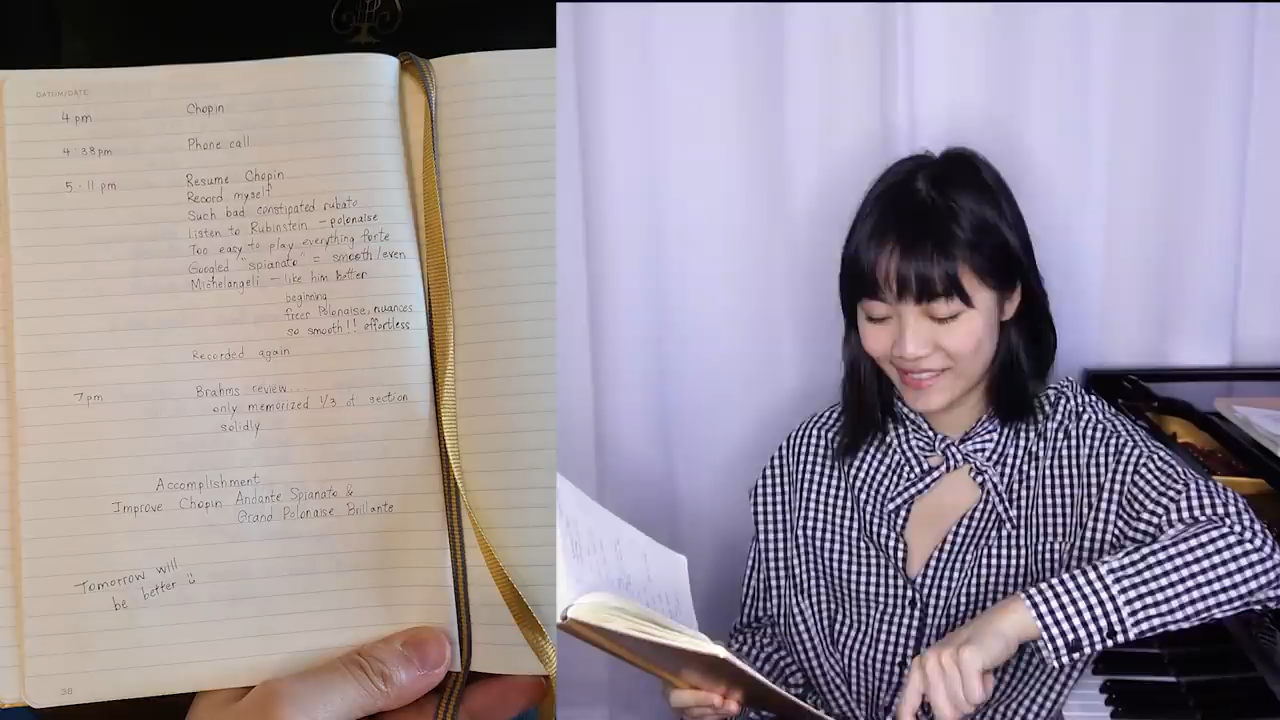 DATUM/DATE
4 pm Chopin
4:38pm Phone call
5:11 pm Resume Chopin
Record myself
Such bad constipated rubato
Listen to Rubinstein - polonaise
Too easy to play everything forte
Googled "spianato" = smooth/even
Michelangeli - like him better
beginning
freer Polonaise, nuances
so smooth!! effortless
Recorded again
7pm Brahms review...
only memorized 1/3 of section
solidly
Accomplishment
Improve Chopin Andante Spianato &
Grand Polonaise Brillante
Tomorrow will
be better
38